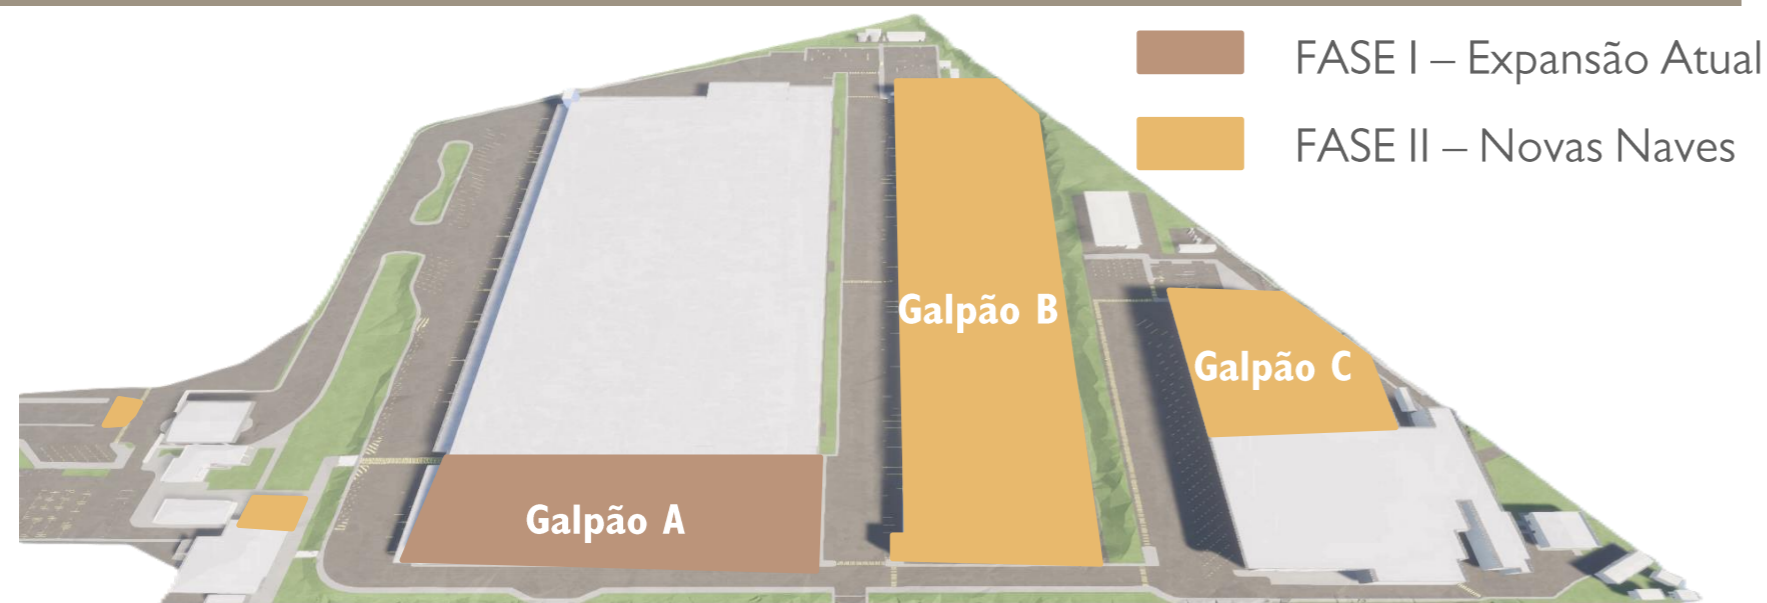 FASE I – Expansão Atual
FASE II – Novas Naves
Galpão B
Galpão C
Galpão A